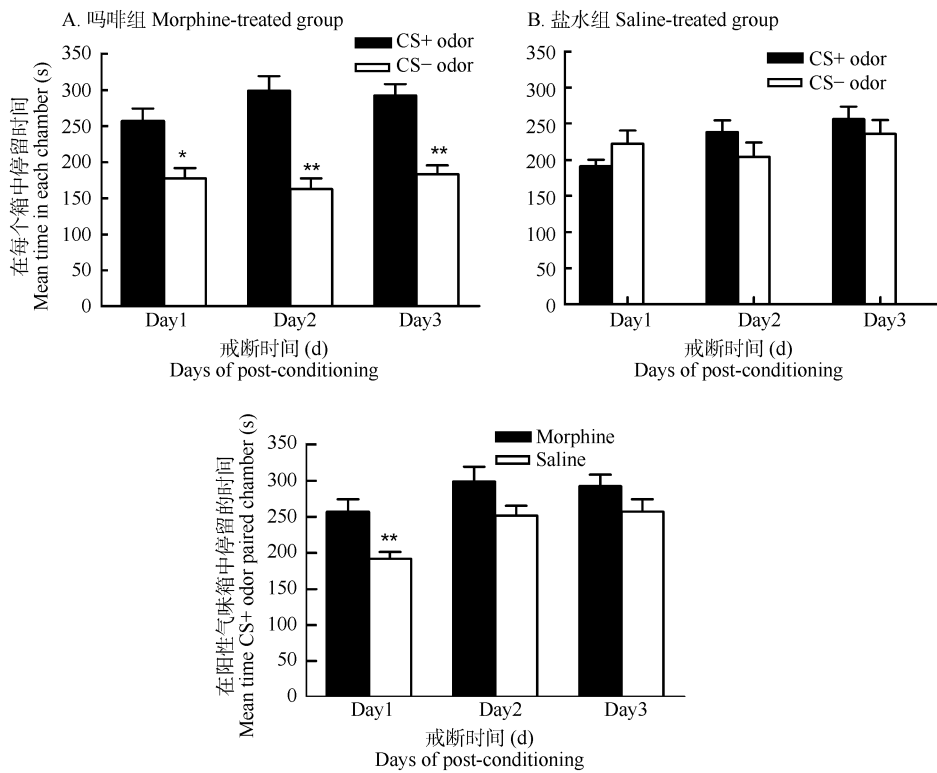 A. 吗啡组 Morphine-treated group
CS+ odor
CS− odor
350
300
250
200
150
100
50
0
*
**
**
Day1 Day2 Day3
在每个箱中停留时间
Mean time in each chamber (s)
戒断时间 (d)
Days of post-conditioning
B. 盐水组 Saline-treated group
CS+ odor
CS− odor
350
300
250
200
150
100
50
0
Day1 Day2 Day3
戒断时间 (d)
Days of post-conditioning
Morphine
Saline
350
300
250
200
150
100
50
0
**
Day1 Day2 Day3
在阳性气味箱中停留的时间
Mean time CS+ odor paired chamber (s)
戒断时间 (d)
Days of post-conditioning